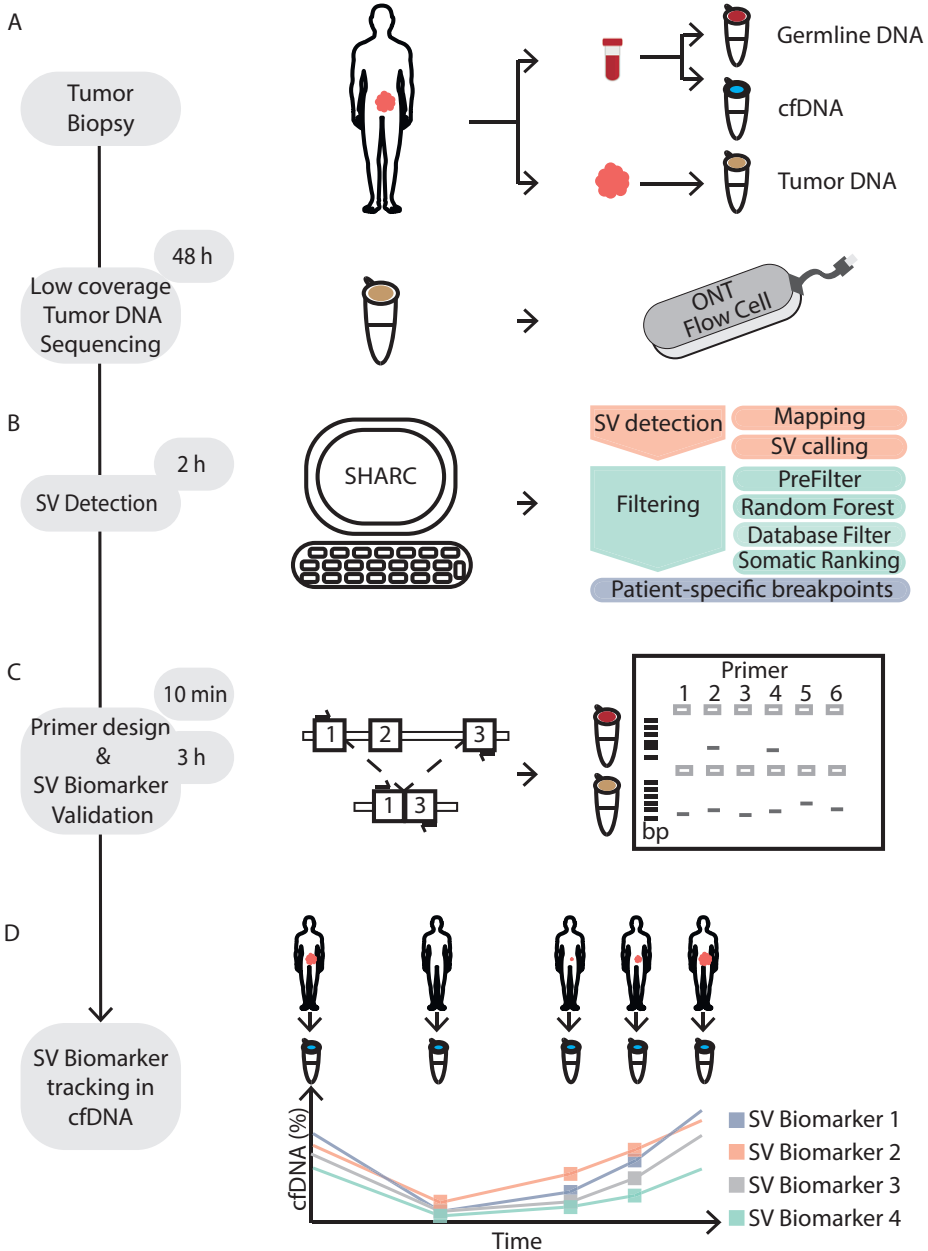 A
Tumor
Biopsy
Germline DNA
cfDNA
Tumor DNA
48 h
Low coverage
Tumor DNA
Sequencing
ONT
Flow Cell
B
2 h
SV Detection
SHARC
SV detection
Mapping
SV calling
Filtering
PreFilter
Random Forest
Database Filter
Somatic Ranking
Patient-specific breakpoints
C
10 min
Primer design
&
SV Biomarker
Validation
3 h
1 2 3
1 3
Primer
1 2 3 4 5 6
bp
D
SV Biomarker
tracking in
cfDNA
cfDNA (%)
Time
SV Biomarker 1
SV Biomarker 2
SV Biomarker 3
SV Biomarker 4